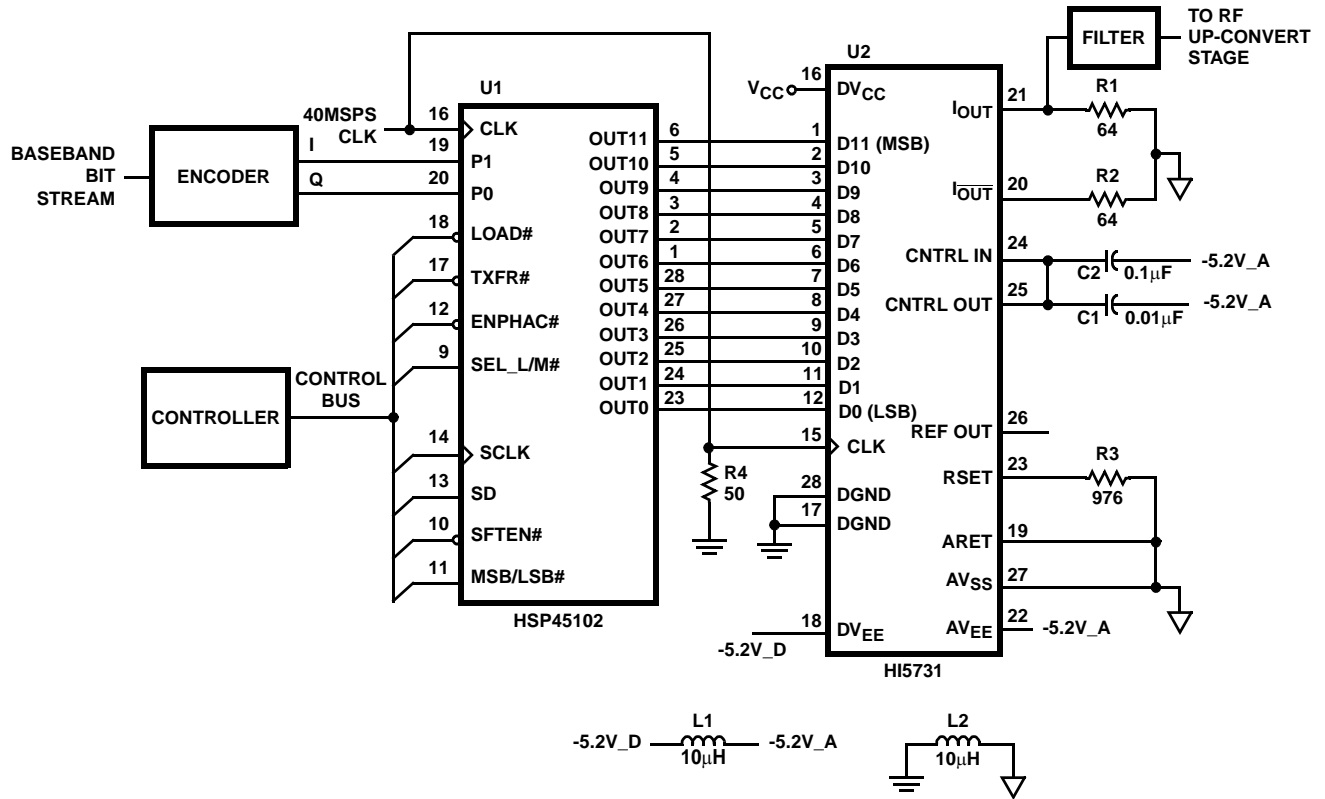 TO RF
UP-CONVERT
STAGE
FILTER
U2
U1
V_CC
16
DV_CC
I_OUT
21
R1
64
40MSPS
CLK
16
CLK
BASEBAND
BIT
STREAM
ENCODER
I
19
P1
Q
20
P0
OUT11
6
1
D11 (MSB)
OUT10
5
2
D10
OUT9
4
3
D9
OUT8
3
4
D8
OUT7
2
5
D7
OUT6
1
6
D6
OUT5
28
7
D5
OUT4
27
8
D4
OUT3
26
9
D3
OUT2
25
10
D2
OUT1
24
11
D1
OUT0
23
12
D0 (LSB)
I_OUT
20
R2
64
18
LOAD#
17
TXFR#
12
ENPHAC#
9
SEL_L/M#
CNTRL IN
24
C2
0.1μF
-5.2V_A
CNTRL OUT
25
C1
0.01μF
-5.2V_A
CONTROLLER
CONTROL
BUS
14
SCLK
13
SD
10
SFTEN#
11
MSB/LSB#
HSP45102
15
CLK
R4
50
28
DGND
17
DGND
REF OUT
26
RSET
23
R3
976
ARET
19
AV_SS
27
-5.2V_D
18
DV_EE
AV_EE
22
-5.2V_A
HI5731
-5.2V_D
L1
10μH
-5.2V_A
L2
10μH